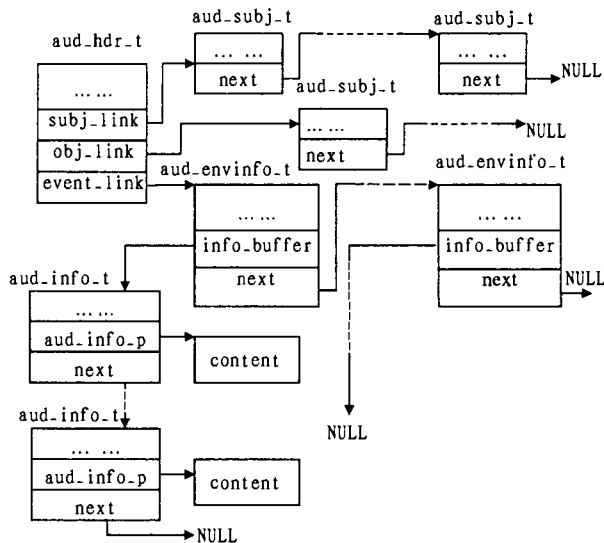 aud_subj_t
aud_subj_t
aud_hdr_t
... ...
... ...
next
next
NULL
... ...
aud_subj_t
subj_link
... ...
NULL
obj_link
next
event_link
aud_envinfo_t
aud_envinfo_t
... ...
... ...
info_buffer
info_buffer
aud_info_t
next
next
NULL
... ...
aud_info_p
content
next
aud_info_t
NULL
... ...
aud_info_p
content
next
NULL